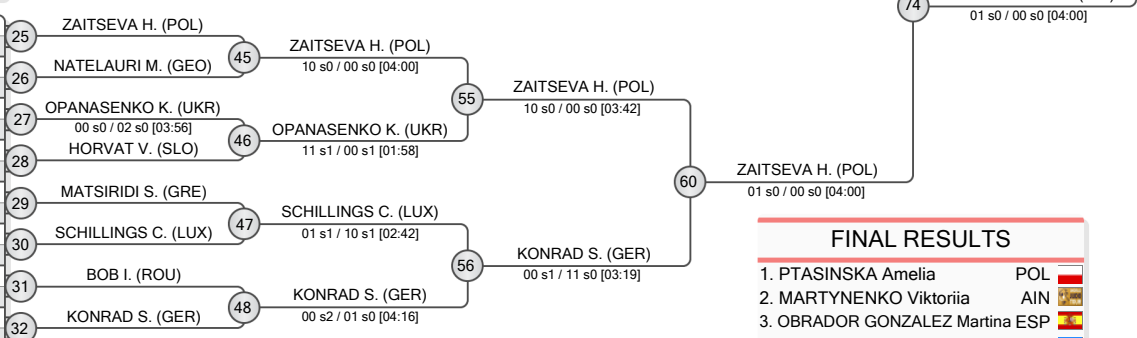 74
01 s0 / 00 s0 [04:00]
25
ZAITSEVA H. (POL)
45
ZAITSEVA H. (POL)
10 s0 / 00 s0 [04:00]
26
NATELAURI M. (GEO)
55
ZAITSEVA H. (POL)
10 s0 / 00 s0 [03:42]
27
OPANASENKO K. (UKR)
00 s0 / 02 s0 [03:56]
46
OPANASENKO K. (UKR)
11 s1 / 00 s1 [01:58]
28
HORVAT V. (SLO)
60
ZAITSEVA H. (POL)
01 s0 / 00 s0 [04:00]
29
MATSIRIDI S. (GRE)
47
SCHILLINGS C. (LUX)
01 s1 / 10 s1 [02:42]
30
SCHILLINGS C. (LUX)
56
KONRAD S. (GER)
00 s1 / 11 s0 [03:19]
31
BOB I. (ROU)
48
KONRAD S. (GER)
00 s2 / 01 s0 [04:16]
32
KONRAD S. (GER)
FINAL RESULTS
1. PTASINSKA Amelia POL
2. MARTYNENKO Viktoriia AIN
3. OBRADOR GONZALEZ Martina ESP